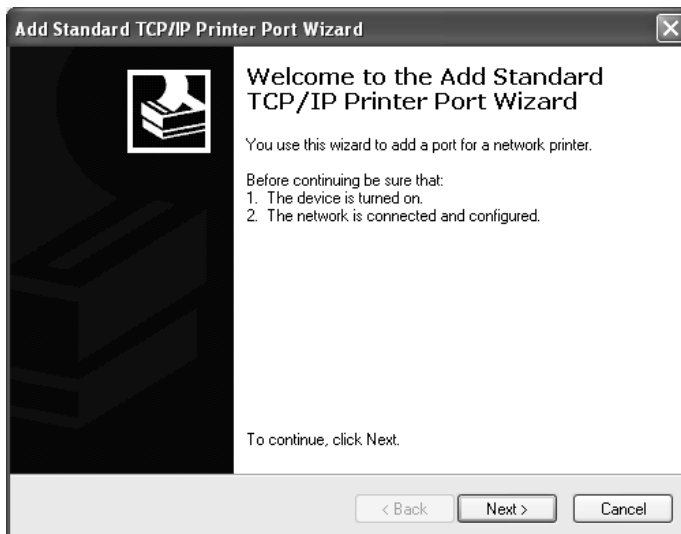 Add Standard TCP/IP Printer Port Wizard
Welcome to the Add Standard
TCP/IP Printer Port Wizard
You use this wizard to add a port for a network printer.
Before continuing be sure that:
1. The device is turned on.
2. The network is connected and configured.
To continue, click Next.
< Back
Next >
Cancel